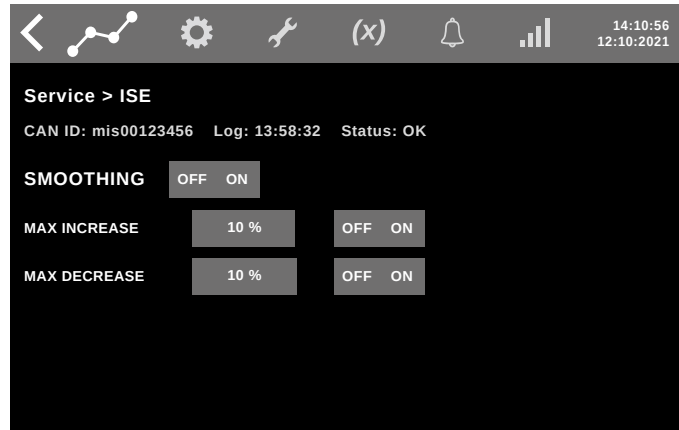 (x)
14:10:56
12:10:2021
Service > ISE
CAN ID: mis00123456 Log: 13:58:32 Status: OK
SMOOTHING OFF ON
MAX INCREASE 10 % OFF ON
MAX DECREASE 10 % OFF ON